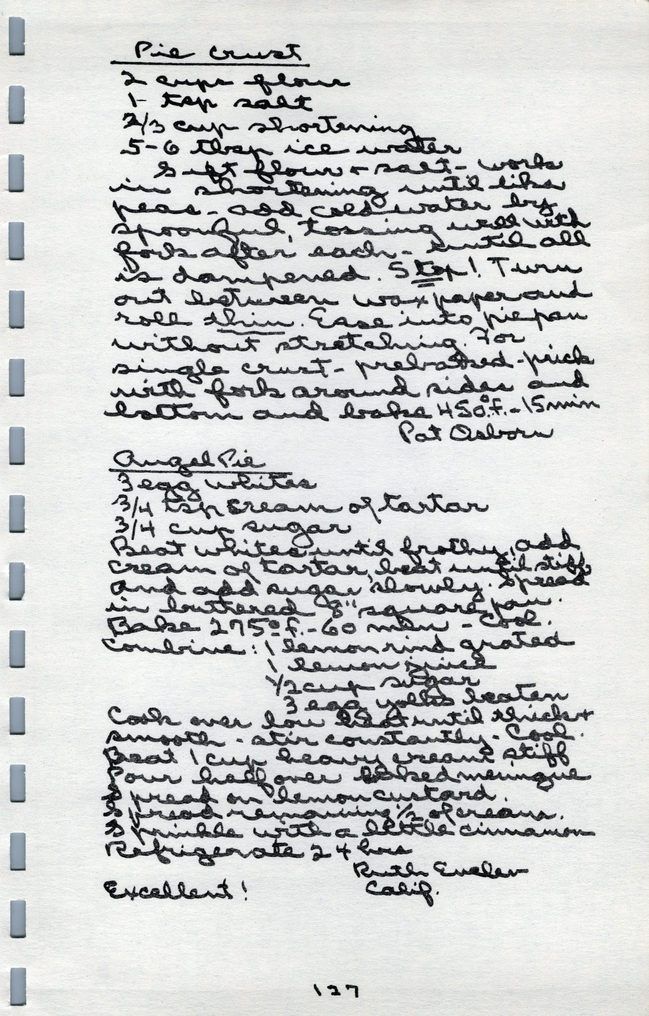 Pie Crust
2 cups flour
1 tsp salt
2/3 cup shortening
5-6 tbsp ice water
Sift flour + salt - work
in shortening until like
peas - add cold water by
spoonful, tossing well with
fork after each - until all
is dampened. Stop! Turn
out between wax paper and
roll thin. Ease into pie pan
without stretching. For
single crust - prebaked - prick
with fork around sides and
bottom and bake 450°f. - 15 min
Pat Osborn
Angel Pie
3 egg whites
3/4 tsp cream of tartar
3/4 cup sugar
Beat whites until frothy, add
cream of tartar, beat until stiff
and add sugar slowly. Spread
in buttered 8" square pan.
Bake 275°f. - 60 min - Cool.
Combine: 1 lemon rind grated
1 lemon juice
1/2 cup sugar
3 egg yolks beaten
Cook over low heat until thick +
smooth - stir constantly. Cool.
Beat 1 cup heavy cream stiff
Pour half over baked meringue
Spread on lemon custard.
Spread remaining 1/2 of cream.
Sprinkle with a little cinnamon
Refrigerate 24 hrs
Ruth
Excellent! Calif.
127